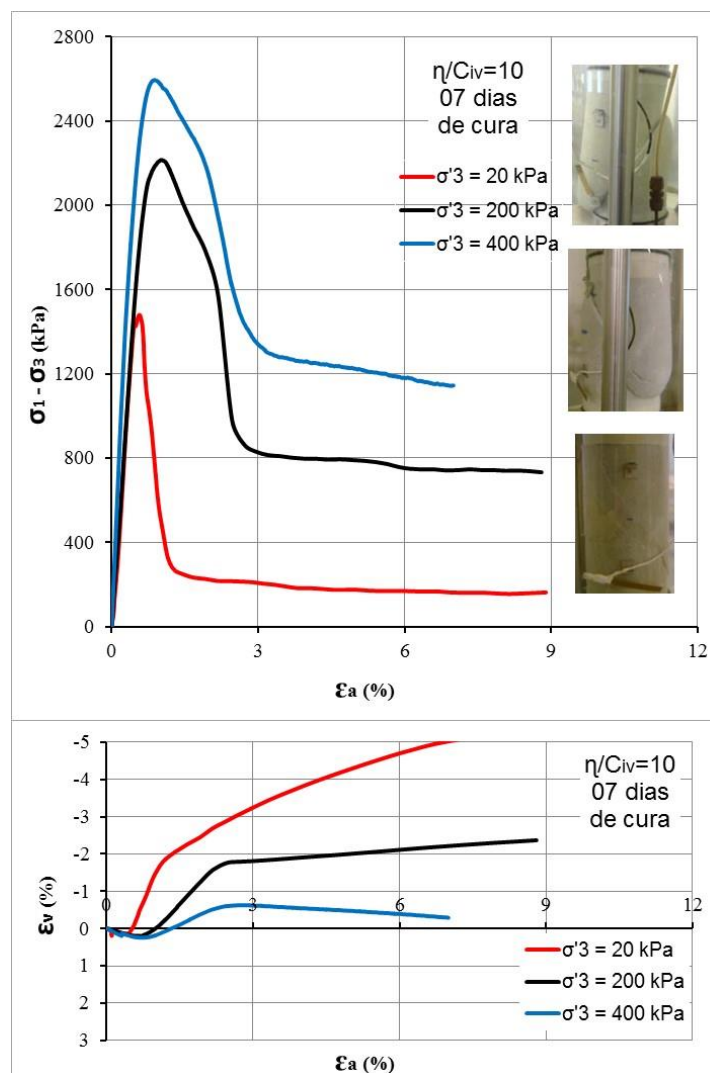 2800
2400
2000
1600
1200
800
400
0
σ1 - σ3 (kPa)
η/Civ=10
07 dias
de cura
σ'3 = 20 kPa
σ'3 = 200 kPa
σ'3 = 400 kPa
0 3 6 9 12
εa (%)
-5
-4
-3
-2
-1
0
1
2
3
εv (%)
η/Civ=10
07 dias
de cura
0 3 6 9 12
σ'3 = 20 kPa
σ'3 = 200 kPa
σ'3 = 400 kPa
εa (%)